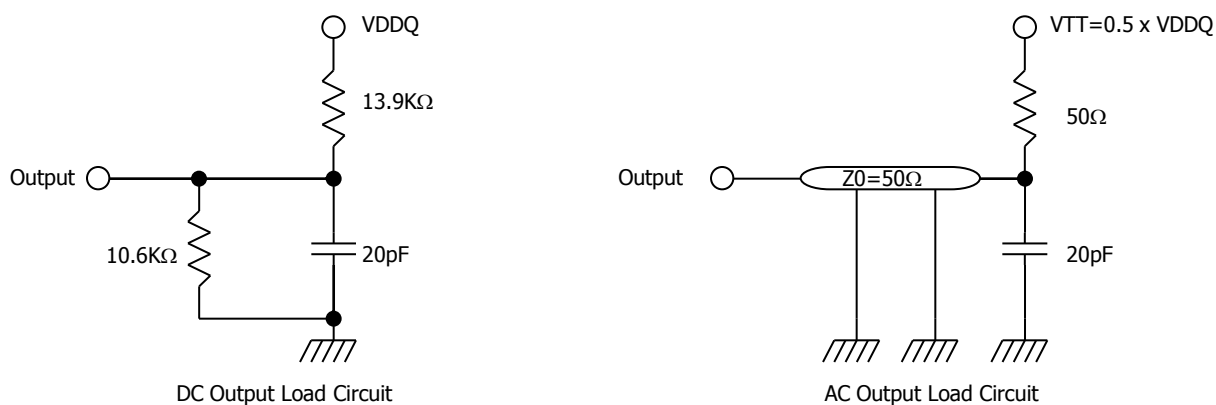 VDDQ
13.9KΩ
Output
10.6KΩ
20pF
DC Output Load Circuit
VTT=0.5 x VDDQ
50Ω
Output
Z0=50Ω
20pF
AC Output Load Circuit